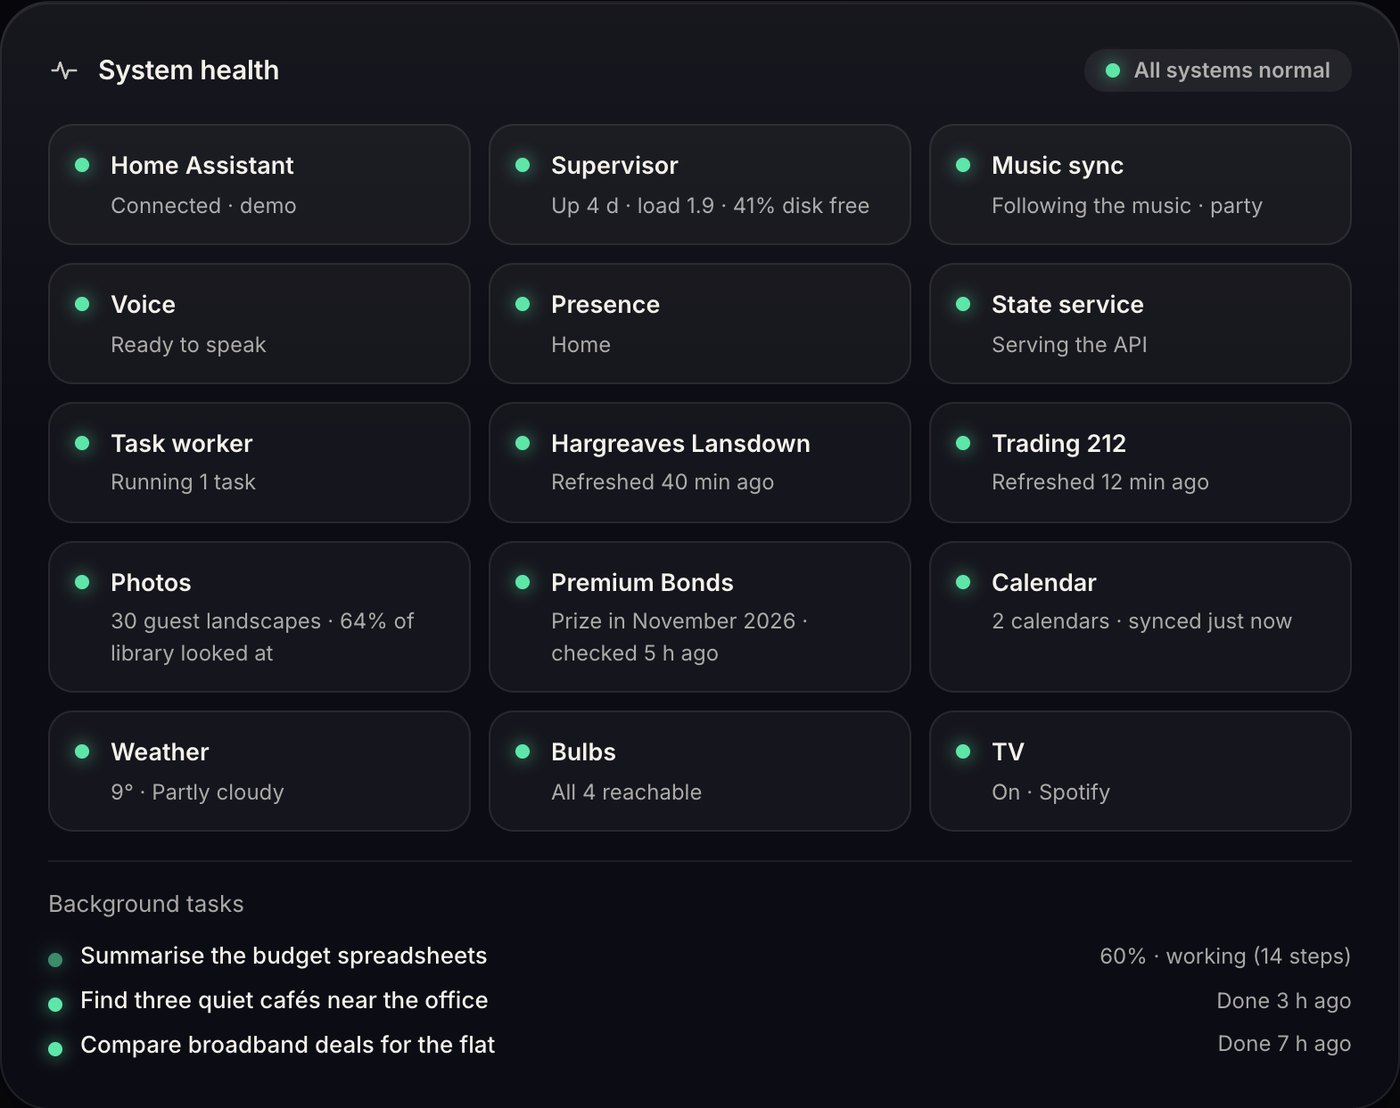 System health
All systems normal
Home Assistant
Connected · demo
Supervisor
Up 4 d · load 1.9 · 41% disk free
Music sync
Following the music · party
Voice
Ready to speak
Presence
Home
State service
Serving the API
Task worker
Running 1 task
Hargreaves Lansdown
Refreshed 40 min ago
Trading 212
Refreshed 12 min ago
Photos
30 guest landscapes · 64% of
library looked at
Premium Bonds
Prize in November 2026 ·
checked 5 h ago
Calendar
2 calendars · synced just now
Weather
9° · Partly cloudy
Bulbs
All 4 reachable
TV
On · Spotify
Background tasks
Summarise the budget spreadsheets
60% · working (14 steps)
Find three quiet cafés near the office
Done 3 h ago
Compare broadband deals for the flat
Done 7 h ago